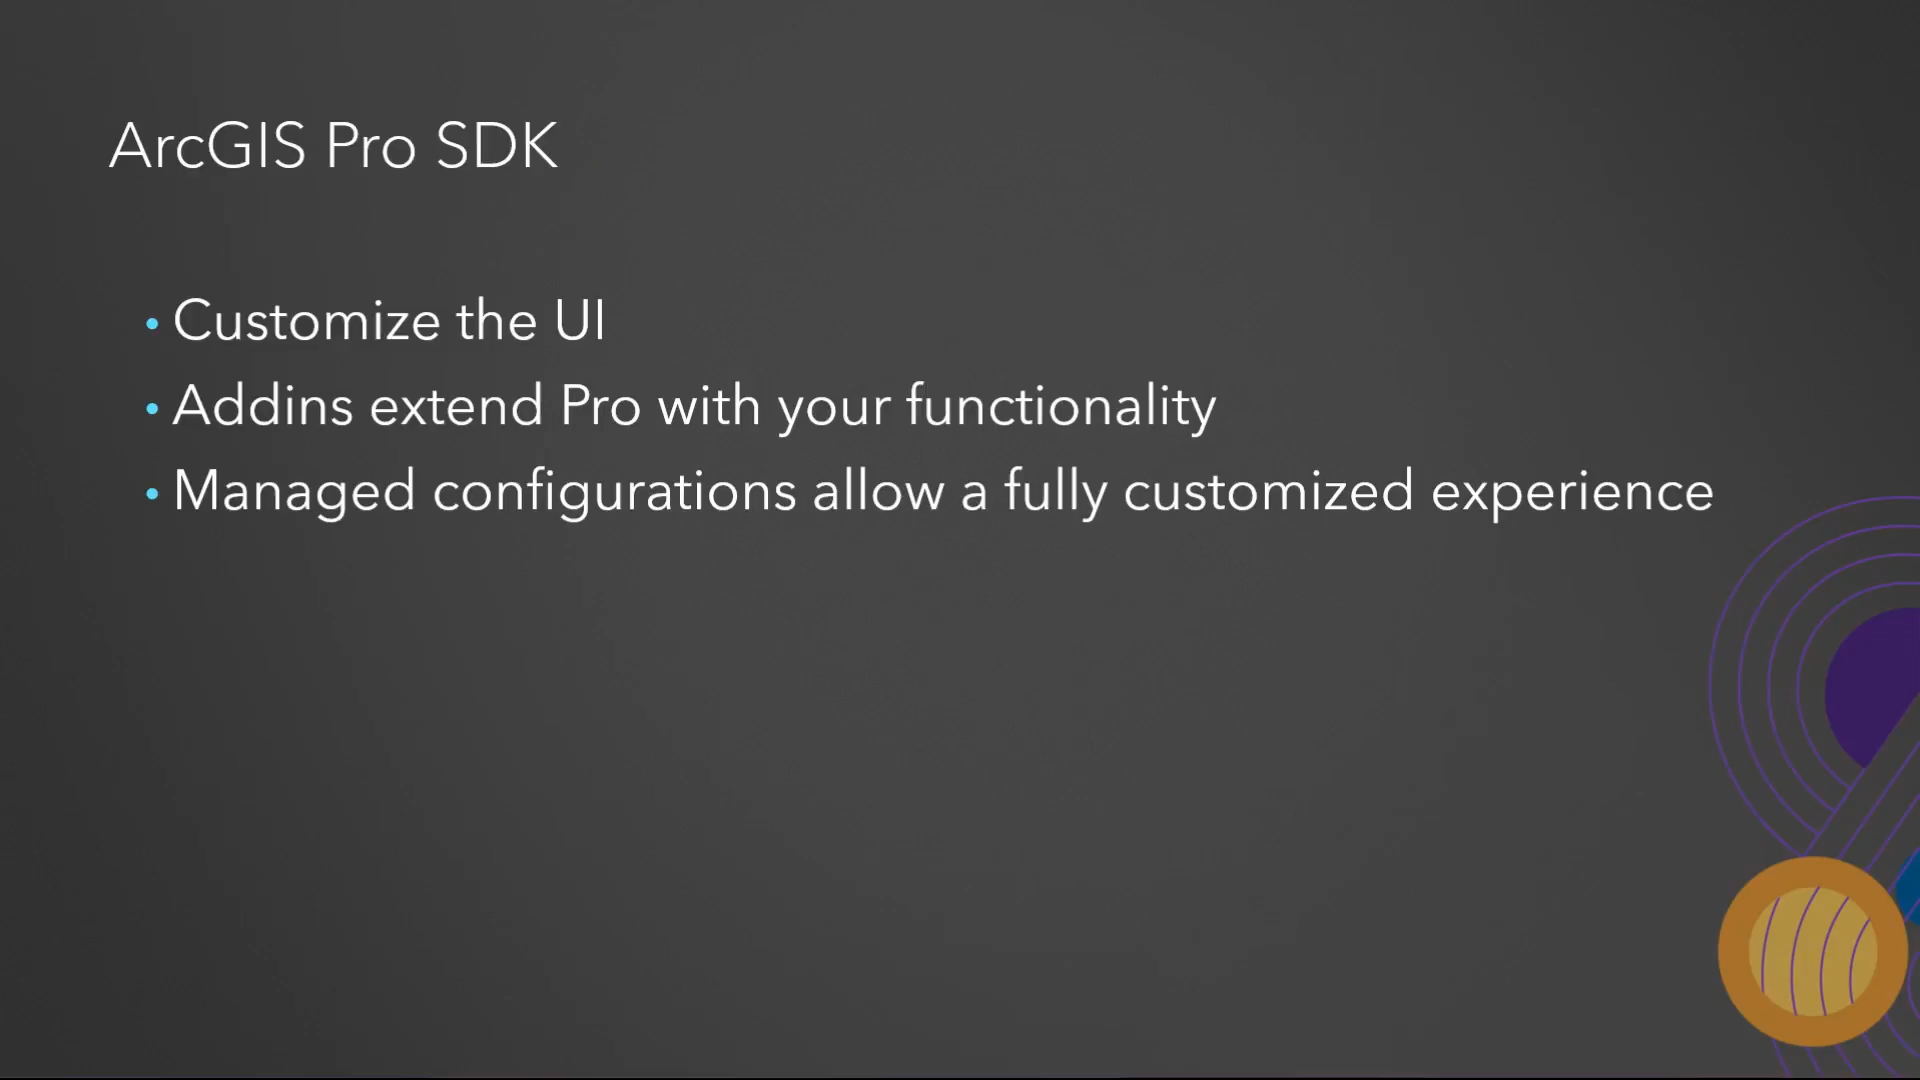 ArcGIS Pro SDK
• Customize the UI
• Addins extend Pro with your functionality
• Managed configurations allow a fully customized experience